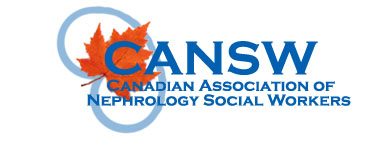 CANSW
CANADIAN ASSOCIATION OF
NEPHROLOGY SOCIAL WORKERS